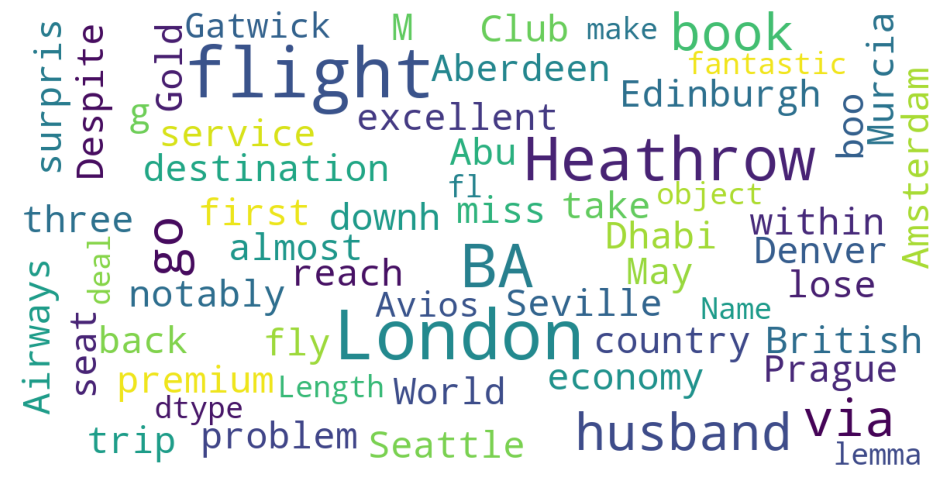 Gatwick
M
Club
make
book
surpris
Despite
Gold
flight
Aberdeen
fantastic
Murcia
Edinburgh
Amsterdam
g
excellent
boo
service
destination
Abu
Heathrow
fl
object
three
first
downh
miss
take
within
go
almost
Dhabi
Denver
deal
reach
BA
May
lose
Airways
notably
Avios
Seville
Name
seat
back
fly
London
country
British
premium
Length
World
economy
Prague
dtype
trip
problem
Seattle
husband
via
lemma